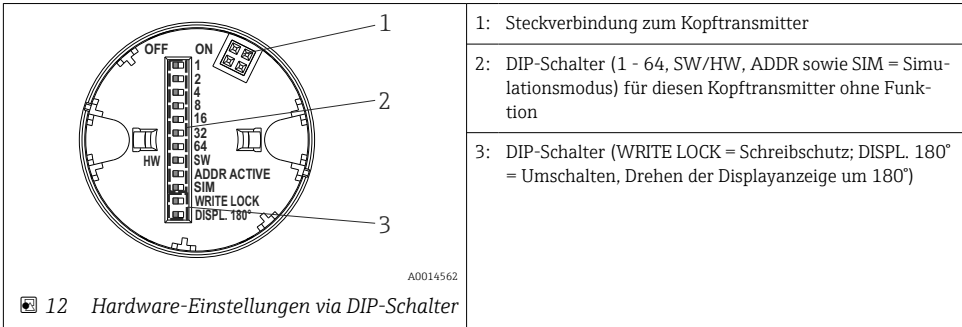 1
OFF ON
1
2
4
8
16
32
64
HW SW
ADDR ACTIVE
SIM
WRITE LOCK
DISPL. 180°
2
3
A0014562
12 Hardware-Einstellungen via DIP-Schalter
1: Steckverbindung zum Kopftransmitter
2: DIP-Schalter (1 - 64, SW/HW, ADDR sowie SIM = Simu-
lationsmodus) für diesen Kopftransmitter ohne Funk-
tion
3: DIP-Schalter (WRITE LOCK = Schreibschutz; DISPL. 180°
= Umschalten, Drehen der Displayanzeige um 180°)